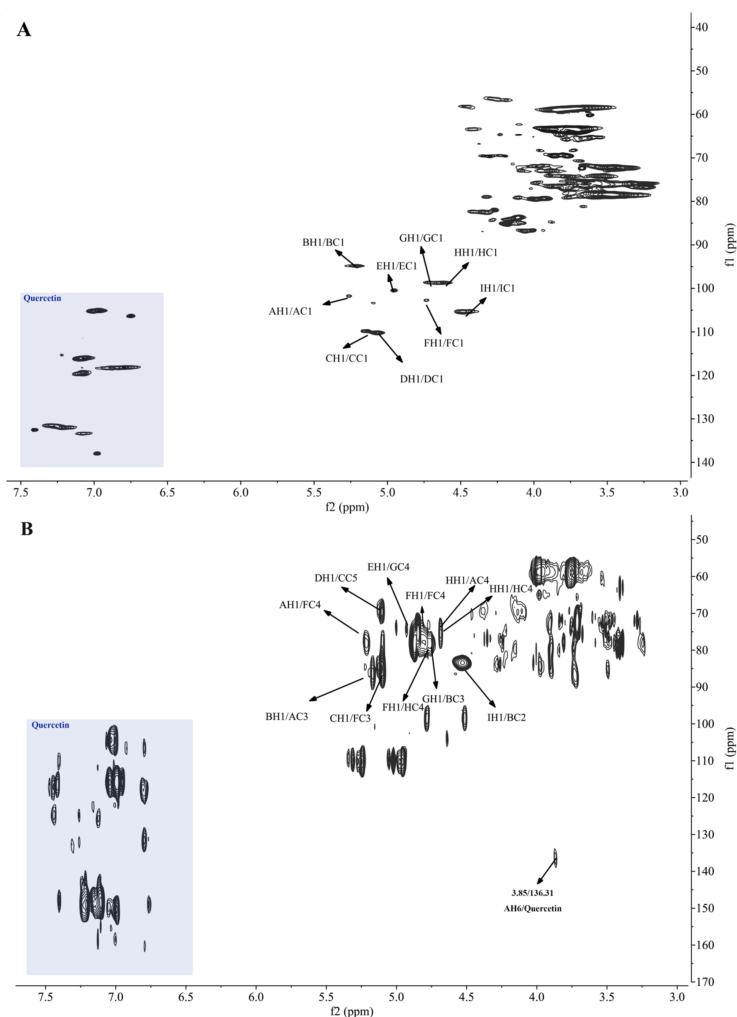 A
40
50
60
70
80
90
100
110
120
130
140
f1 (ppm)
BH1/BC1
GH1/GC1
HH1/HC1
EH1/EC1
IH1/IC1
AH1/AC1
FH1/FC1
CH1/CC1
DH1/DC1
Quercetin
7.5 7.0 6.5 6.0 5.5 5.0 4.5 4.0 3.5 3.0
f2 (ppm)
B
50
60
70
80
90
100
110
120
130
140
150
160
170
f1 (ppm)
EH1/GC4
DH1/CC5
HH1/AC4
FH1/FC4
HH1/HC4
AH1/FC4
GH1/BC3
FH1/HC4
BH1/AC3
CH1/FC3
IH1/BC2
Quercetin
3.85/136.31
AH6/Quercetin
7.5 7.0 6.5 6.0 5.5 5.0 4.5 4.0 3.5 3.0
f2 (ppm)